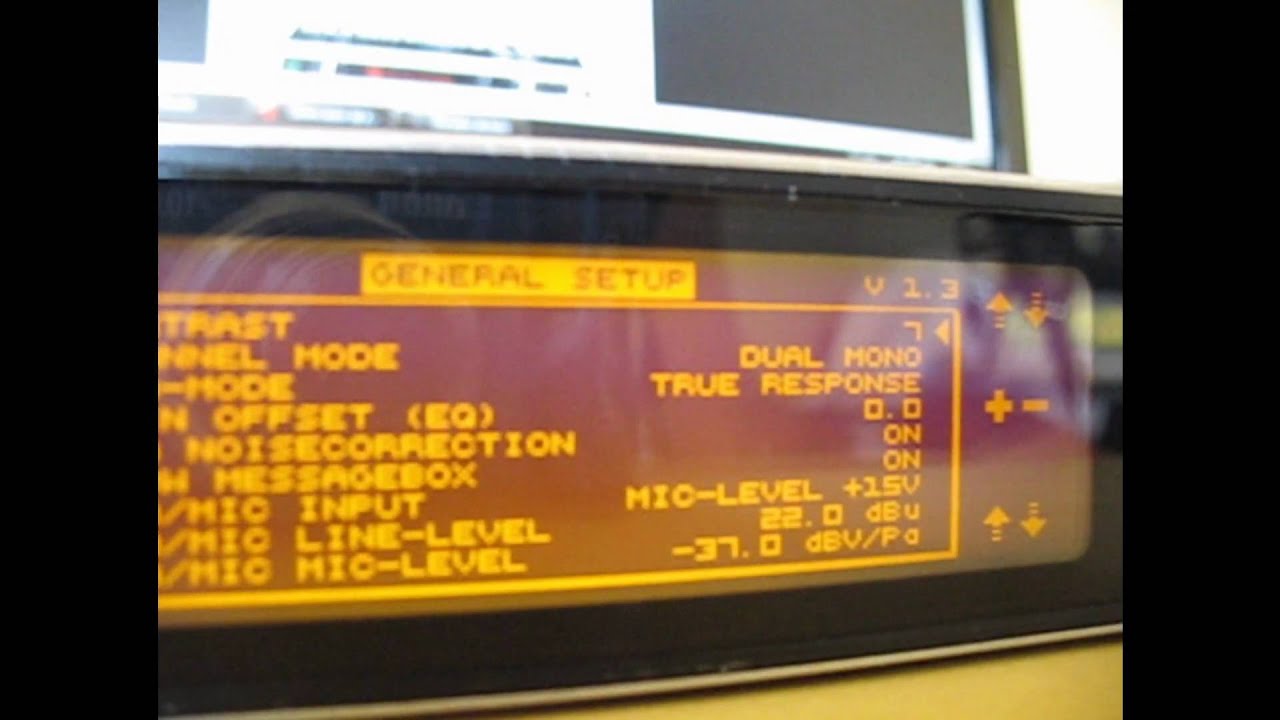 GENERAL SETUP
V 1.3
TRAST 7
NNEL MODE DUAL MONO
-MODE TRUE RESPONSE
N OFFSET (EQ) 0.0
NOISECORRECTION ON
W MESSAGEBOX ON
/MIC INPUT MIC-LEVEL +15V
/MIC LINE-LEVEL 22.0 dBu
/MIC MIC-LEVEL -37.0 dBV/Pa